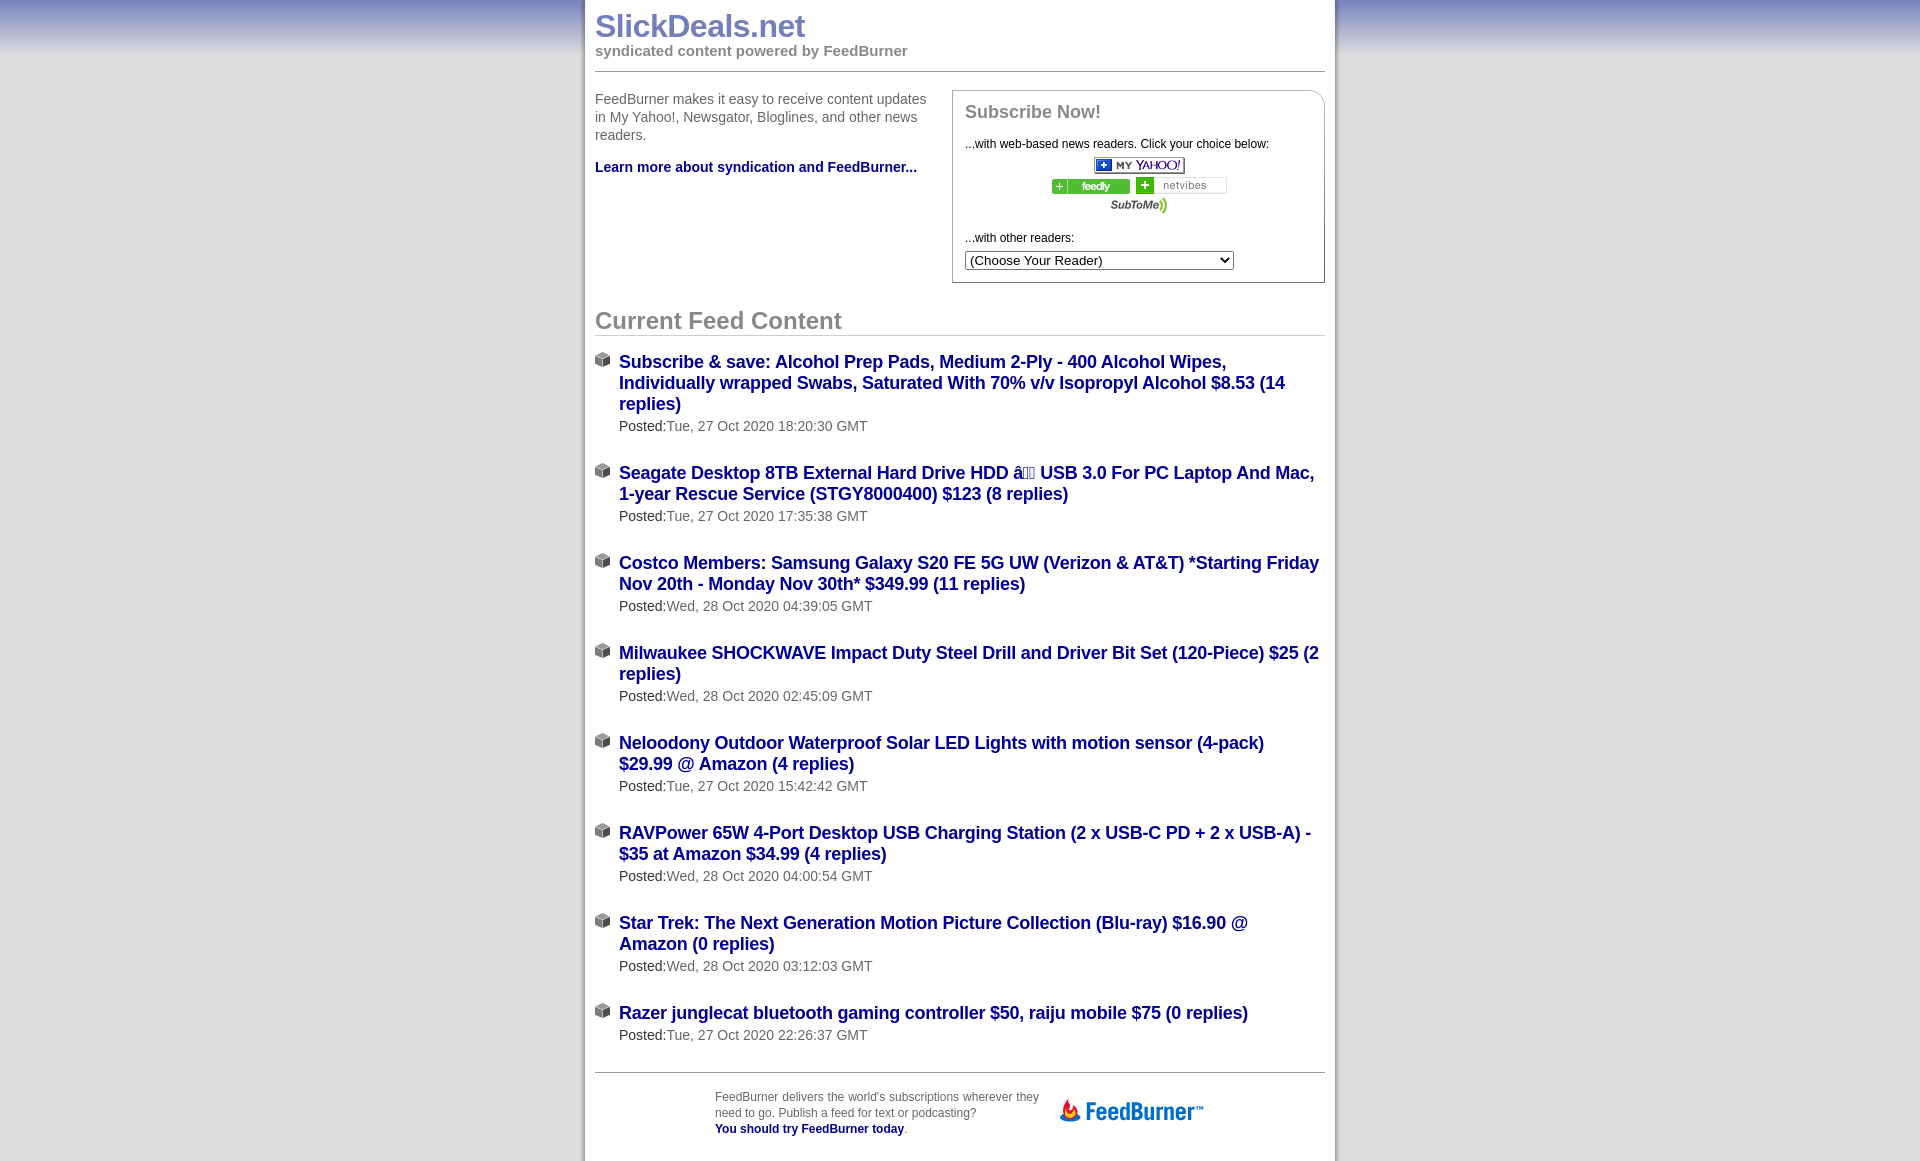 SlickDeals.net
syndicated content powered by FeedBurner
FeedBurner makes it easy to receive content updates
in My Yahoo!, Newsgator, Bloglines, and other news
readers.
Learn more about syndication and FeedBurner...
Subscribe Now!
...with web-based news readers. Click your choice below:
MY YAHOO!
feedly
netvibes
SubToMe
...with other readers:
(Choose Your Reader)
Current Feed Content
Subscribe & save: Alcohol Prep Pads, Medium 2-Ply - 400 Alcohol Wipes,
Individually wrapped Swabs, Saturated With 70% v/v Isopropyl Alcohol $8.53 (14
replies)
Posted:Tue, 27 Oct 2020 18:20:30 GMT
Seagate Desktop 8TB External Hard Drive HDD â USB 3.0 For PC Laptop And Mac,
1-year Rescue Service (STGY8000400) $123 (8 replies)
Posted:Tue, 27 Oct 2020 17:35:38 GMT
Costco Members: Samsung Galaxy S20 FE 5G UW (Verizon & AT&T) *Starting Friday
Nov 20th - Monday Nov 30th* $349.99 (11 replies)
Posted:Wed, 28 Oct 2020 04:39:05 GMT
Milwaukee SHOCKWAVE Impact Duty Steel Drill and Driver Bit Set (120-Piece) $25 (2
replies)
Posted:Wed, 28 Oct 2020 02:45:09 GMT
Neloodony Outdoor Waterproof Solar LED Lights with motion sensor (4-pack)
$29.99 @ Amazon (4 replies)
Posted:Tue, 27 Oct 2020 15:42:42 GMT
RAVPower 65W 4-Port Desktop USB Charging Station (2 x USB-C PD + 2 x USB-A) -
$35 at Amazon $34.99 (4 replies)
Posted:Wed, 28 Oct 2020 04:00:54 GMT
Star Trek: The Next Generation Motion Picture Collection (Blu-ray) $16.90 @
Amazon (0 replies)
Posted:Wed, 28 Oct 2020 03:12:03 GMT
Razer junglecat bluetooth gaming controller $50, raiju mobile $75 (0 replies)
Posted:Tue, 27 Oct 2020 22:26:37 GMT
FeedBurner delivers the world's subscriptions wherever they
need to go. Publish a feed for text or podcasting?
You should try FeedBurner today.
FeedBurner™